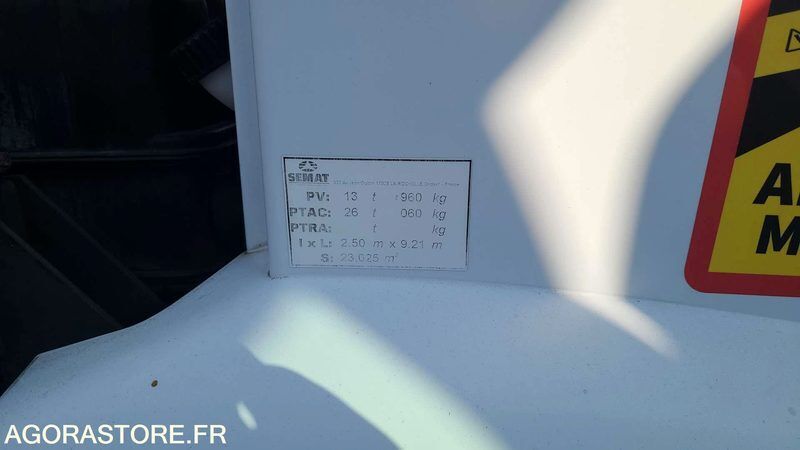 SEMAT
PV: 13 t 960 kg
PTAC: 26 t 060 kg
PTRA: t kg
l x L: 2.50 m x 9.21 m
S: 23,025 m²
AGORASTORE.FR